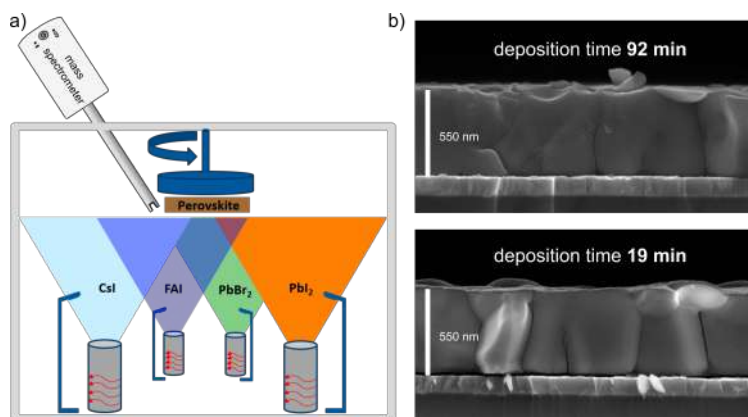 a)
mass
spectrometer
Perovskite
CsI
FAI
PbBr₂
PbI₂
b)
deposition time 92 min
550 nm
deposition time 19 min
550 nm